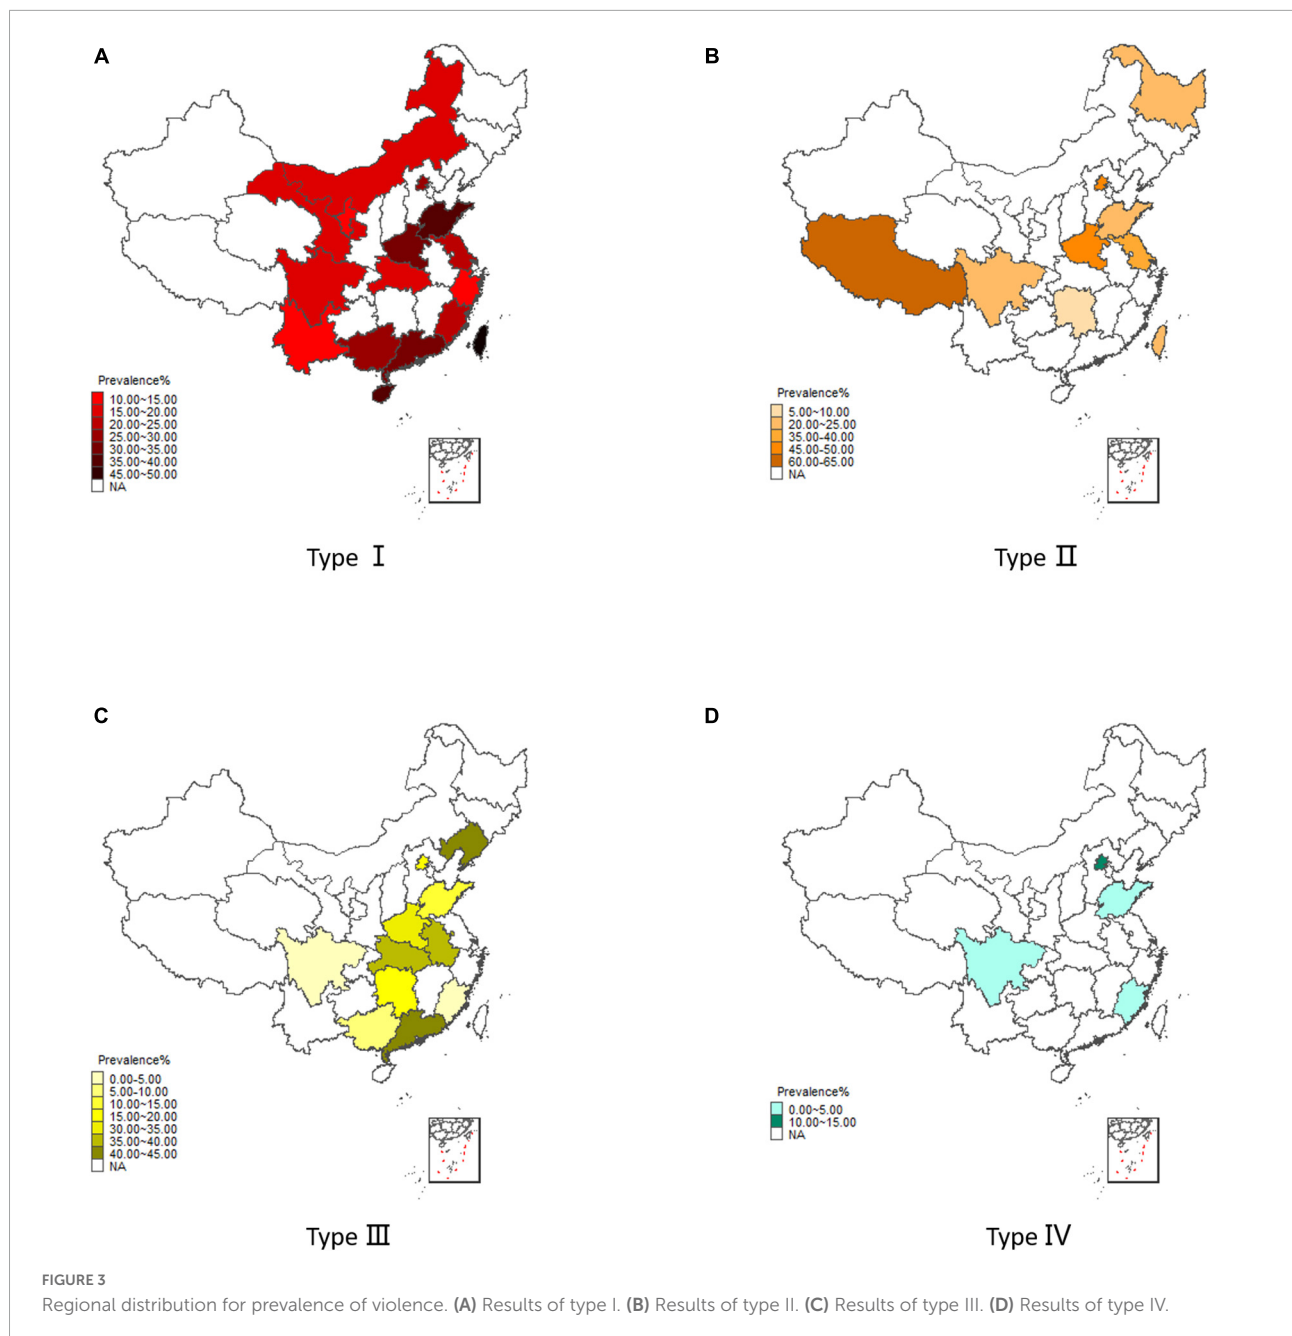 A
Prevalence%
10.00~15.00
15.00~20.00
20.00~25.00
25.00~30.00
30.00~35.00
35.00~40.00
45.00~50.00
NA
Type Ⅰ
B
Prevalence%
5.00~10.00
20.00~25.00
35.00-40.00
45.00-50.00
60.00-65.00
NA
Type Ⅱ
C
Prevalence%
0.00-5.00
5.00-10.00
10.00~15.00
15.00~20.00
30.00~35.00
35.00~40.00
40.00~45.00
NA
Type Ⅲ
D
Prevalence%
0.00~5.00
10.00~15.00
NA
Type Ⅳ
FIGURE 3
Regional distribution for prevalence of violence. (A) Results of type I. (B) Results of type II. (C) Results of type III. (D) Results of type IV.